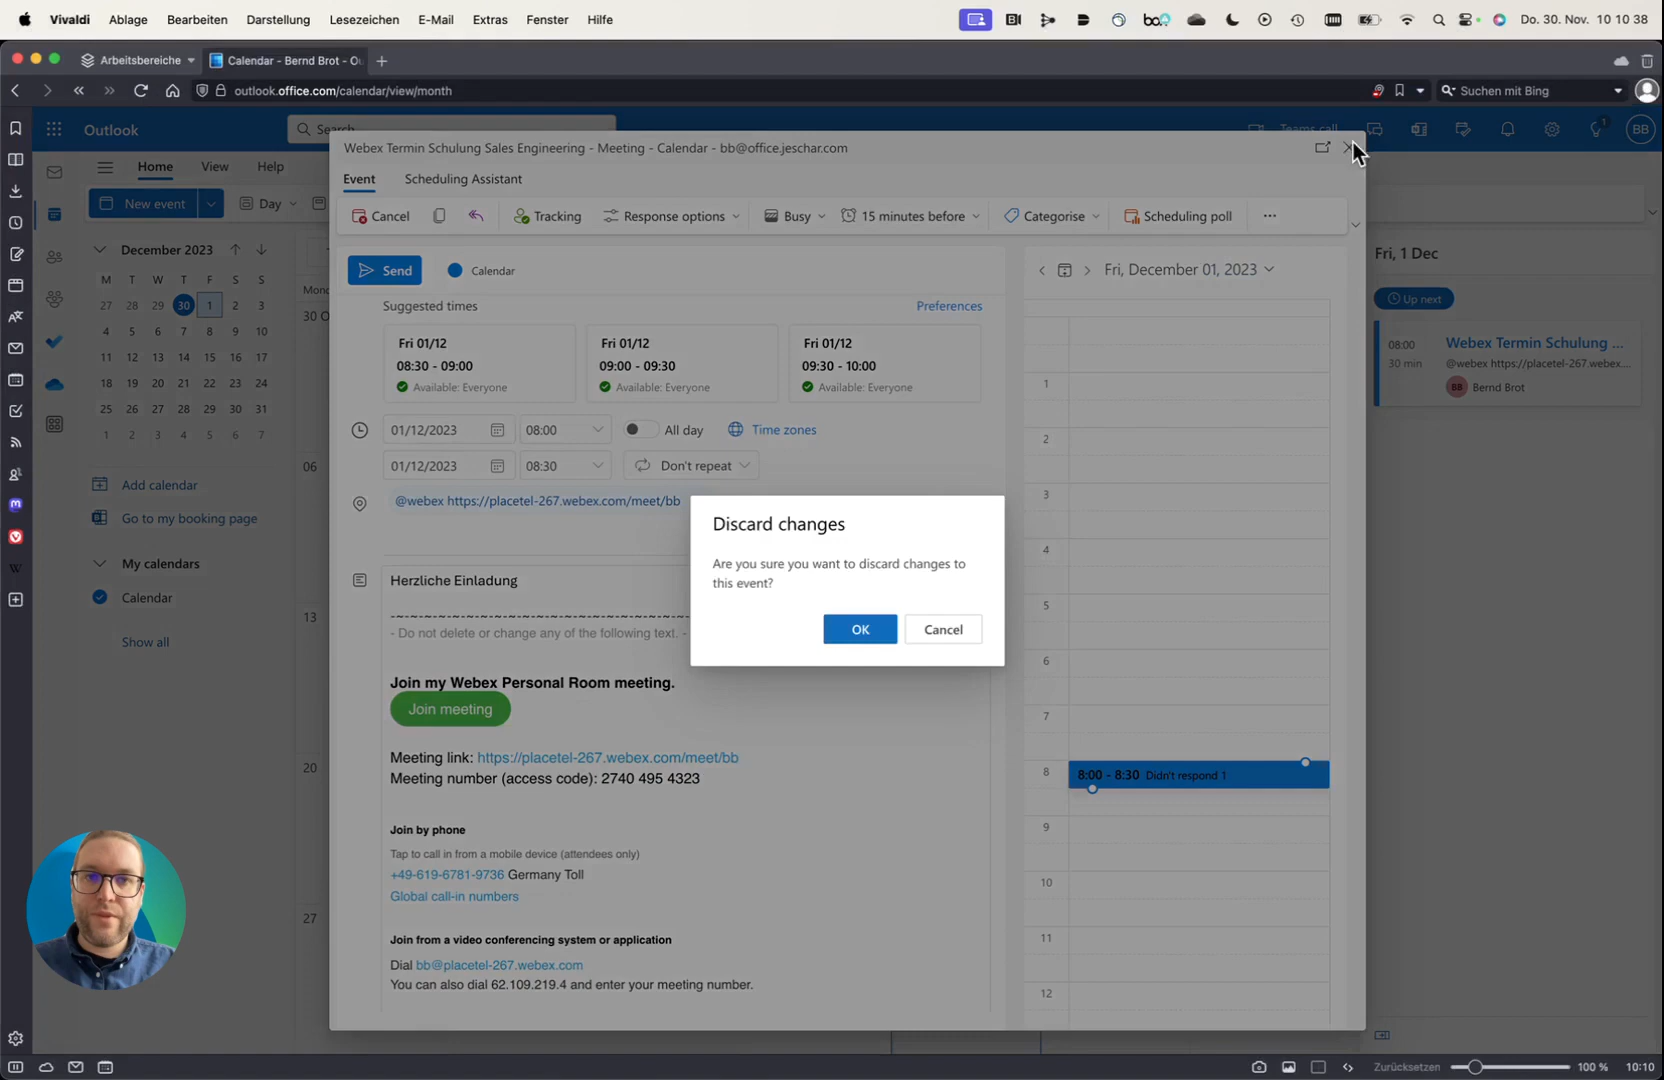 Vivaldi Ablage Bearbeiten Darstellung Lesezeichen E-Mail Extras Fenster Hilfe
Do. 30. Nov. 10 10 38
Arbeitsbereiche
Calendar - Bernd Brot - Ou
outlook.office.com/calendar/view/month
Suchen mit Bing
Outlook
Search
Teams call
1
BB
Home View Help
New event
Day
December 2023
M T W T F S S
27 28 29 30 1 2 3
4 5 6 7 8 9 10
11 12 13 14 15 16 17
18 19 20 21 22 23 24
25 26 27 28 29 30 31
1 2 3 4 5 6 7
Add calendar
Go to my booking page
My calendars
Calendar
Show all
Mond
30 O
06
13
20
27
Webex Termin Schulung Sales Engineering - Meeting - Calendar - bb@office.jeschar.com
Event Scheduling Assistant
Cancel Tracking Response options Busy 15 minutes before Categorise Scheduling poll ...
Send Calendar
Suggested times Preferences
Fri 01/12 Fri 01/12 Fri 01/12
08:30 - 09:00 09:00 - 09:30 09:30 - 10:00
Available: Everyone Available: Everyone Available: Everyone
01/12/2023 08:00 All day Time zones
01/12/2023 08:30 Don't repeat
@webex https://placetel-267.webex.com/meet/bb
Herzliche Einladung
-~-~-~-~-~-~-~-~-~-~-~-~-~-~-~-~-~-~-~-~-~-~-~
- Do not delete or change any of the following text. -
Join my Webex Personal Room meeting.
Join meeting
Meeting link: https://placetel-267.webex.com/meet/bb
Meeting number (access code): 2740 495 4323
Join by phone
Tap to call in from a mobile device (attendees only)
+49-619-6781-9736 Germany Toll
Global call-in numbers
Join from a video conferencing system or application
Dial bb@placetel-267.webex.com
You can also dial 62.109.219.4 and enter your meeting number.
Discard changes
Are you sure you want to discard changes to
this event?
OK Cancel
Fri, December 01, 2023
1
2
3
4
5
6
7
8
8:00 - 8:30 Didn't respond 1
9
10
11
12
Fri, 1 Dec
Up next
08:00 Webex Termin Schulung ...
30 min @webex https://placetel-267.webex....
BB Bernd Brot
Zurücksetzen 100 % 10:10